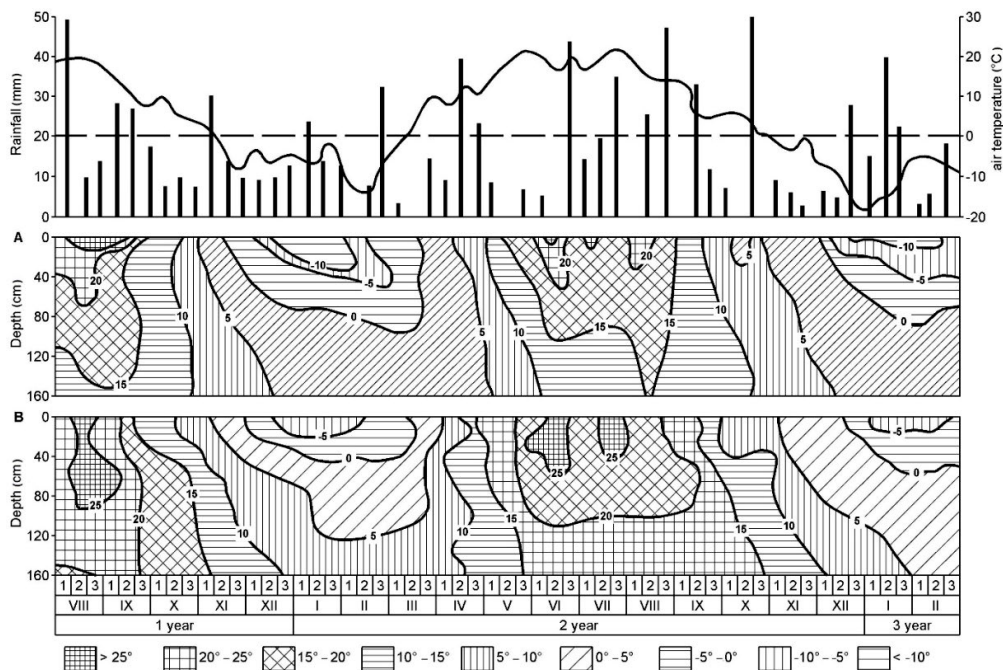 50 30
40 20
30 10
20 0
10 -10
0 -20
Rainfall (mm)
air temperature (°C)
A
0
40
80
120
160
Depth (cm)
20 15 10 5 -10 -5 0 5 10 20 15 20 15 5 10 5 -10 -5 0
B
0
40
80
120
160
Depth (cm)
25 20 15 10 -5 0 5 10 15 25 25 20 15 10 5 -5 0
1 2 3 1 2 3 1 2 3 1 2 3 1 2 3 1 2 3 1 2 3 1 2 3 1 2 3 1 2 3 1 2 3 1 2 3 1 2 3 1 2 3 1 2 3 1 2 3 1 2 3 1 2 3 1 2 3
VIII IX X XI XII I II III IV V VI VII VIII IX X XI XII I II
1 year 2 year 3 year
> 25° 20° - 25° 15° - 20° 10° - 15° 5° - 10° 0° - 5° -5° - 0° -10° - -5° < -10°